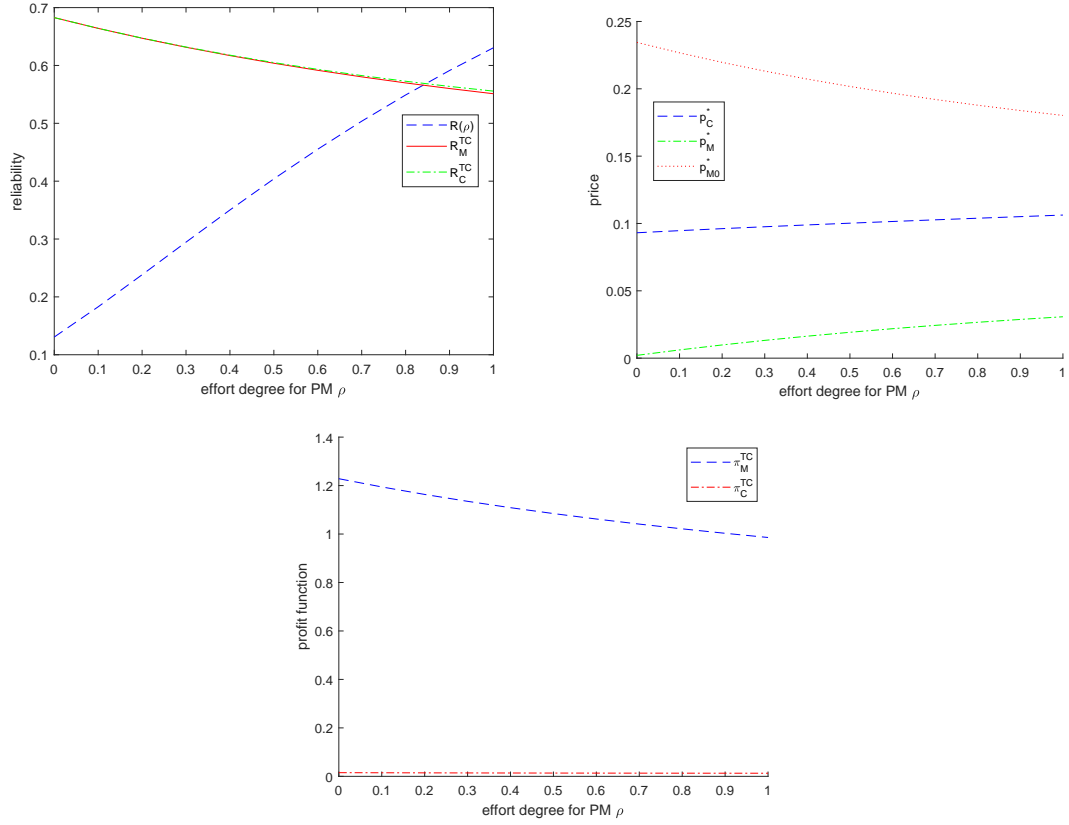 0.7
0.6
0.5
0.4
0.3
0.2
0.1
reliability
R(ρ)
R_M^TC
R_C^TC
0 0.1 0.2 0.3 0.4 0.5 0.6 0.7 0.8 0.9 1
effort degree for PM ρ
0.25
0.2
0.15
0.1
0.05
0
price
p_C^*
p_M^*
p_M0^*
0 0.1 0.2 0.3 0.4 0.5 0.6 0.7 0.8 0.9 1
effort degree for PM ρ
1.4
1.2
1
0.8
0.6
0.4
0.2
0
profit function
π_M^TC
π_C^TC
0 0.1 0.2 0.3 0.4 0.5 0.6 0.7 0.8 0.9 1
effort degree for PM ρ